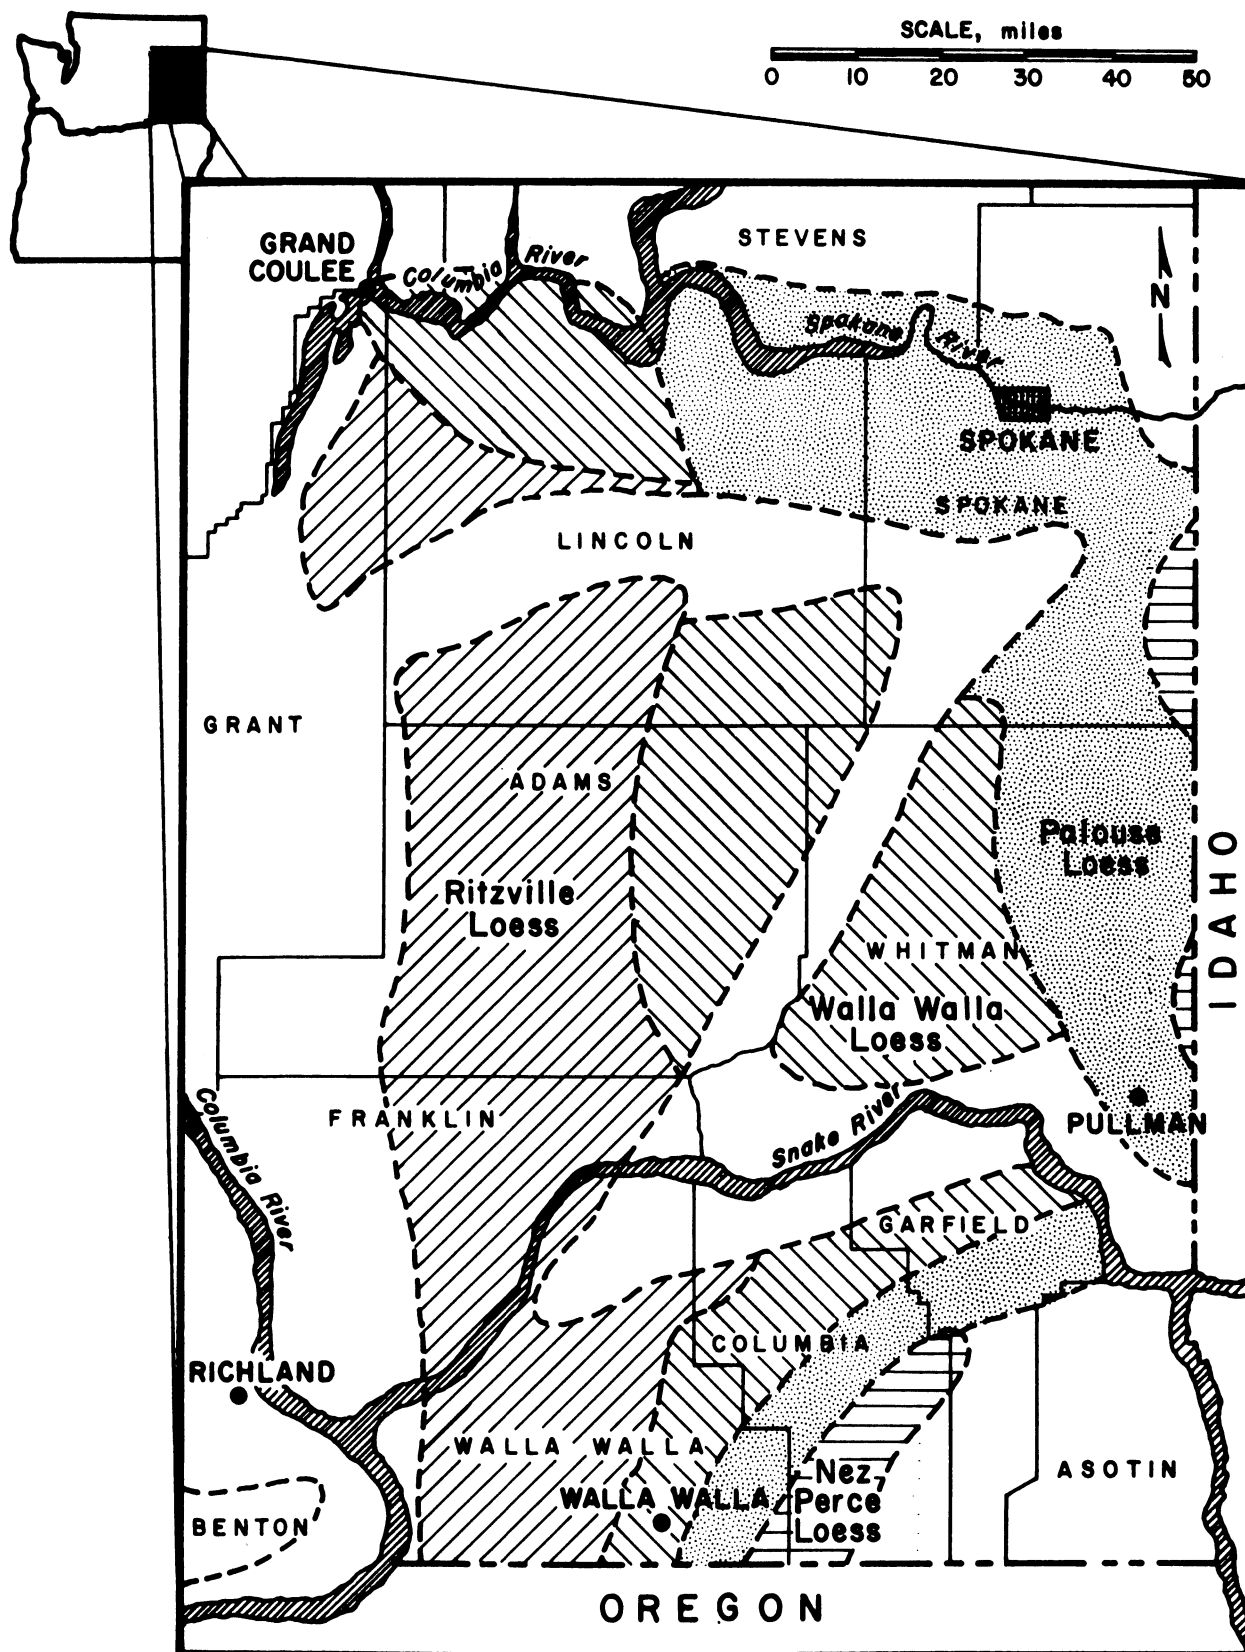 SCALE, miles
0 10 20 30 40 50
STEVENS
GRAND
COULEE
Columbia River
N
Spokane River
SPOKANE
SPOKANE
LINCOLN
GRANT
ADAMS
Palouse
Loess
IDAHO
Ritzville
Loess
WHITMAN
Walla Walla
Loess
Columbia River
FRANKLIN
Snake River
PULLMAN
GARFIELD
COLUMBIA
RICHLAND
WALLA WALLA
ASOTIN
Nez
Perce
Loess
WALLA WALLA
BENTON
OREGON